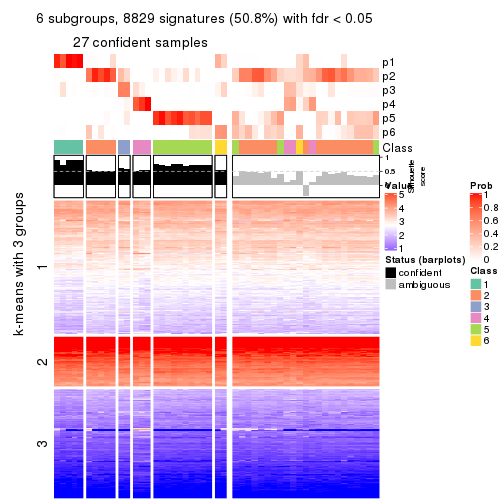 6 subgroups, 8829 signatures (50.8%) with fdr < 0.05
27 confident samples
p1
p2
p3
p4
p5
p6
Class
1
0.5
0
Silhouette
score
k-means with 3 groups
1
2
3
Value
5
4
3
2
1
Status (barplots)
confident
ambiguous
Prob
1
0.8
0.6
0.4
0.2
0
Class
1
2
3
4
5
6